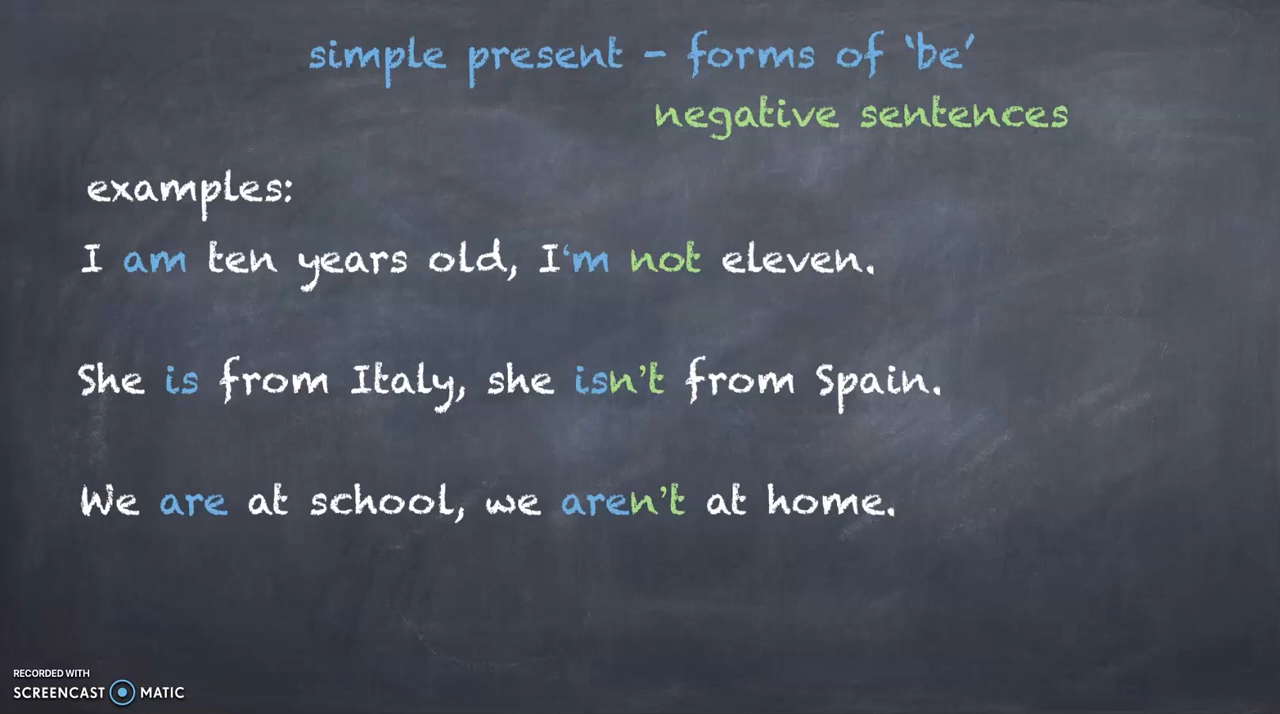 simple present – forms of ‘be’
negative sentences
examples:
I am ten years old, I‘m not eleven.
She is from Italy, she isn’t from Spain.
We are at school, we aren’t at home.
RECORDED WITH
SCREENCAST MATIC